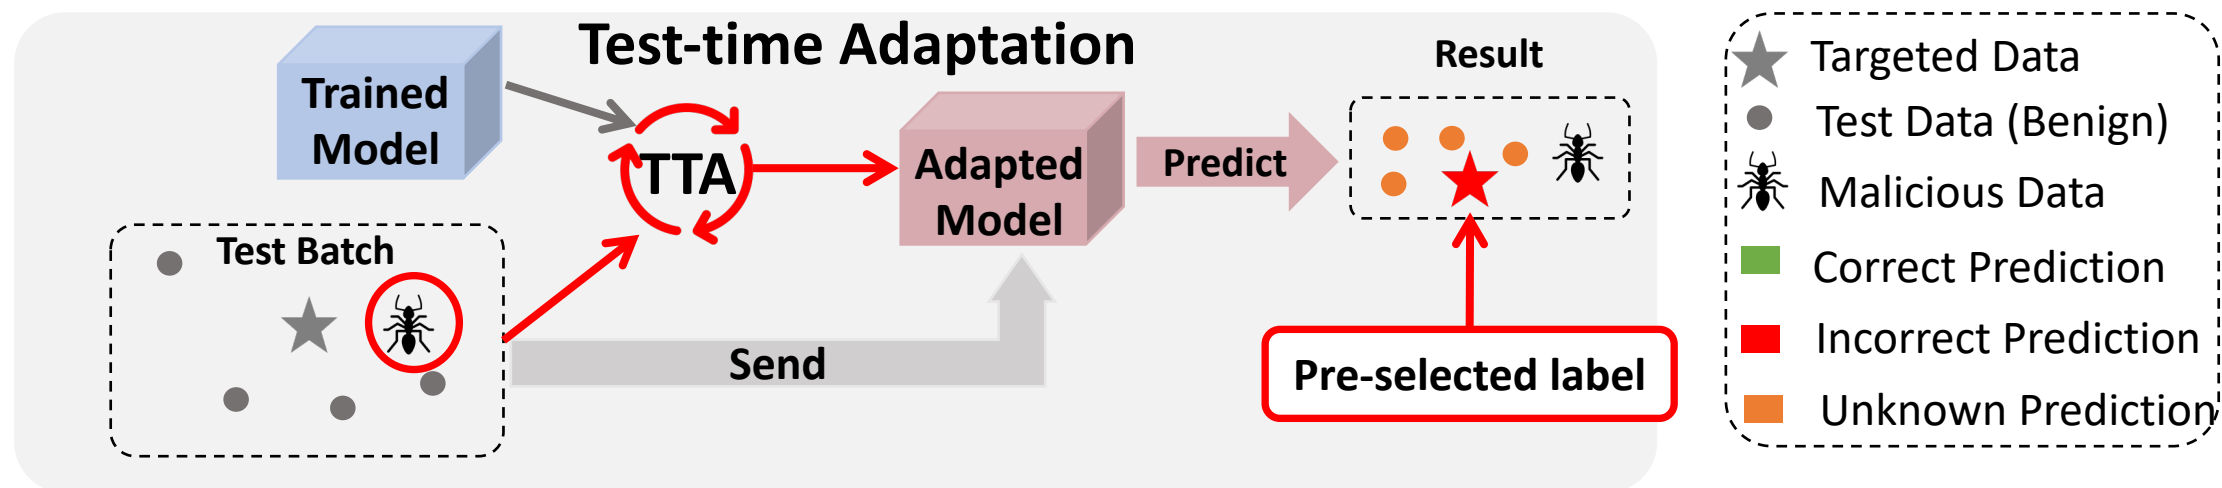 Test-time Adaptation
Trained
Model
TTA
Adapted
Model
Predict
Result
Test Batch
Send
Pre-selected label
Targeted Data
Test Data (Benign)
Malicious Data
Correct Prediction
Incorrect Prediction
Unknown Prediction